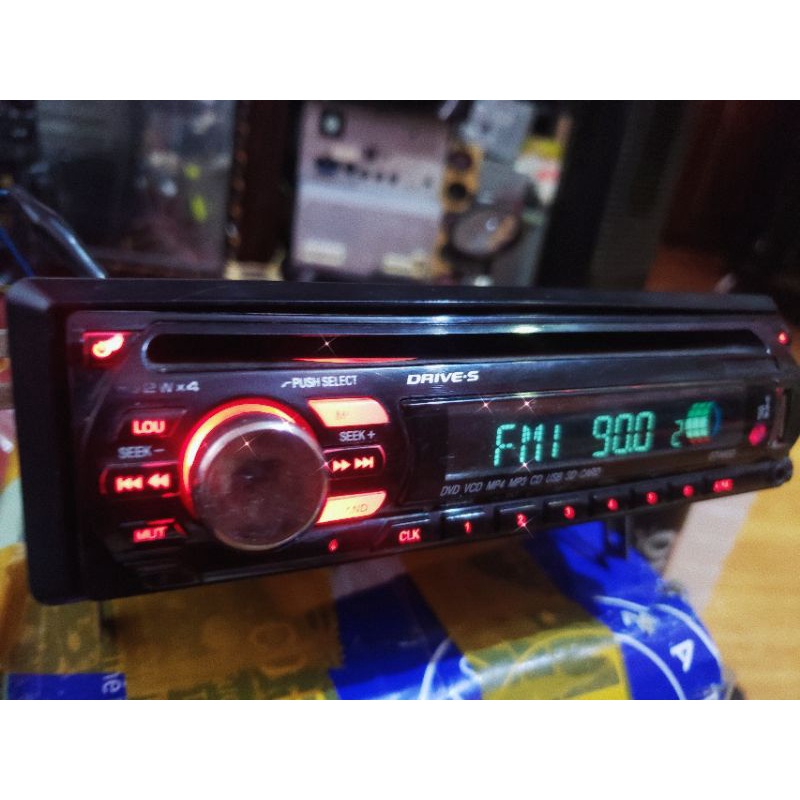 PUSH SELECT
DRIVE·S
LOU
SEEK -
SEEK +
MUT
FM1 90.0 2
DVD VCD MP4 MP3 CD USB SD/CARD
CLK 1 2 3 4 5 6
A